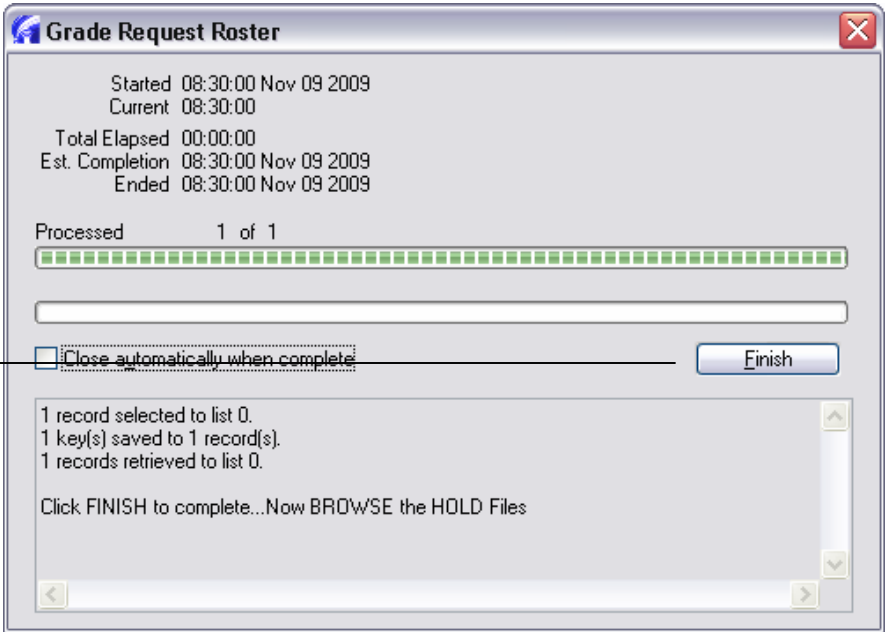 Grade Request Roster
Started 08:30:00 Nov 09 2009
Current 08:30:00
Total Elapsed 00:00:00
Est. Completion 08:30:00 Nov 09 2009
Ended 08:30:00 Nov 09 2009
Processed 1 of 1
Close automatically when complete
Finish
1 record selected to list 0.
1 key(s) saved to 1 record(s).
1 records retrieved to list 0.
Click FINISH to complete...Now BROWSE the HOLD Files